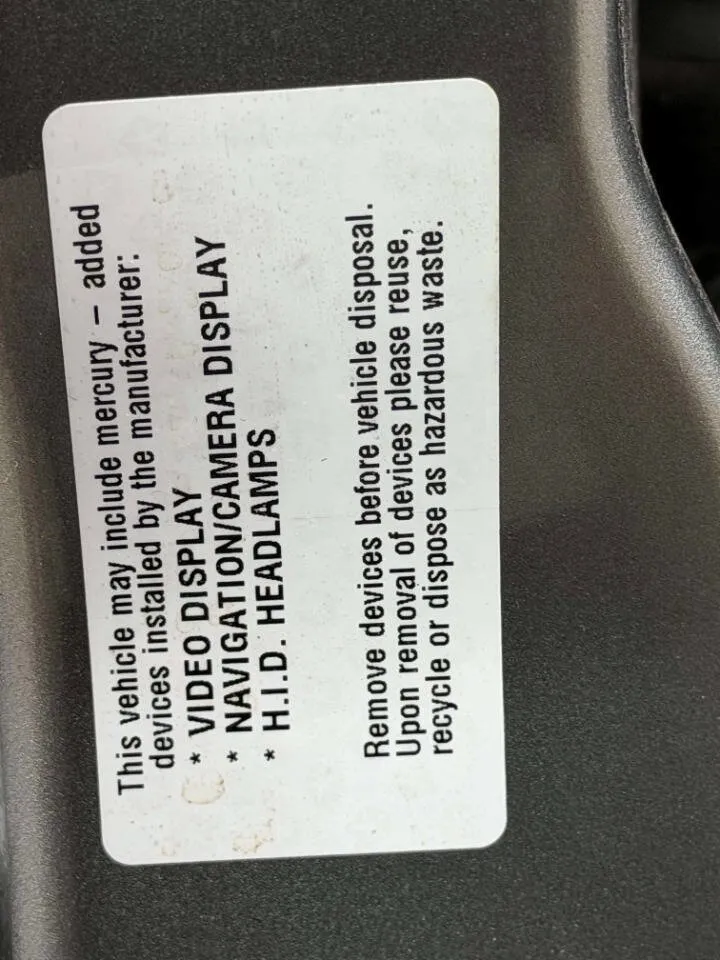 This vehicle may include mercury – added
devices installed by the manufacturer:
* VIDEO DISPLAY
* NAVIGATION/CAMERA DISPLAY
* H.I.D. HEADLAMPS
Remove devices before vehicle disposal.
Upon removal of devices please reuse,
recycle or dispose as hazardous waste.